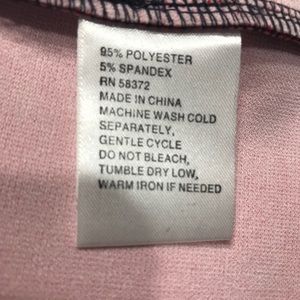 95% POLYESTER
5% SPANDEX
RN 58372
MADE IN CHINA
MACHINE WASH COLD
SEPARATELY,
GENTLE CYCLE
DO NOT BLEACH,
TUMBLE DRY LOW,
WARM IRON IF NEEDED